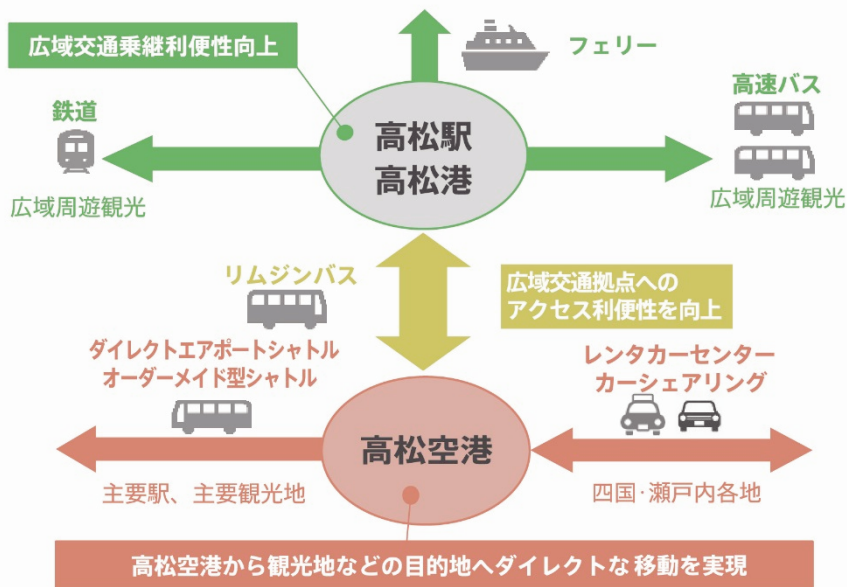 広域交通乗継利便性向上
フェリー
高速バス
鉄道
高松駅
高松港
広域周遊観光
広域周遊観光
リムジンバス
広域交通拠点への
アクセス利便性を向上
ダイレクトエアポートシャトル
オーダーメイド型シャトル
レンタカーセンター
カーシェアリング
高松空港
主要駅、主要観光地
四国・瀬戸内各地
高松空港から観光地などの目的地へダイレクトな移動を実現